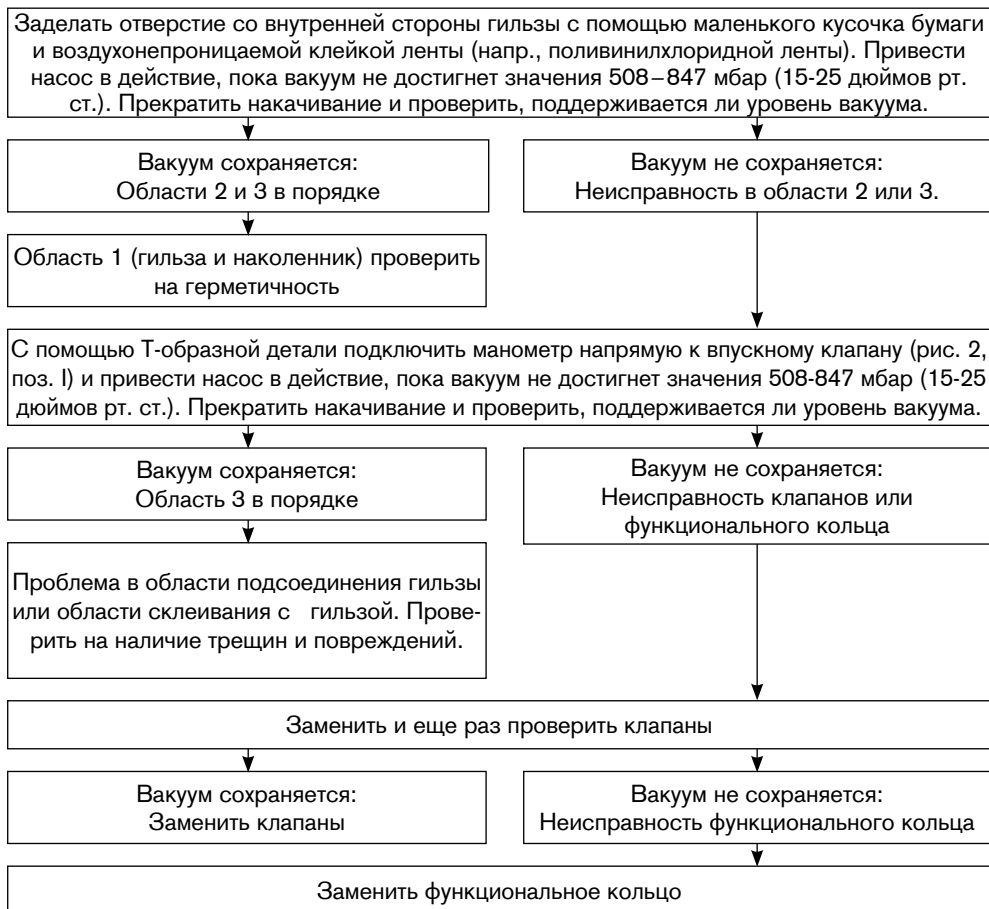 Заделать отверстие со внутренней стороны гильзы с помощью маленького кусочка бумаги
и воздухонепроницаемой клейкой ленты (напр., поливинилхлоридной ленты). Привести
насос в действие, пока вакуум не достигнет значения 508–847 мбар (15-25 дюймов рт.
ст.). Прекратить накачивание и проверить, поддерживается ли уровень вакуума.
Вакуум сохраняется:
Области 2 и 3 в порядке
Вакуум не сохраняется:
Неисправность в области 2 или 3.
Область 1 (гильза и наколенник) проверить
на герметичность
С помощью Т-образной детали подключить манометр напрямую к впускному клапану (рис. 2,
поз. I) и привести насос в действие, пока вакуум не достигнет значения 508-847 мбар (15-25
дюймов рт. ст.). Прекратить накачивание и проверить, поддерживается ли уровень вакуума.
Вакуум сохраняется:
Область 3 в порядке
Вакуум не сохраняется:
Неисправность клапанов или
функционального кольца
Проблема в области подсоединения гильзы
или области склеивания с гильзой. Прове-
рить на наличие трещин и повреждений.
Заменить и еще раз проверить клапаны
Вакуум сохраняется:
Заменить клапаны
Вакуум не сохраняется:
Неисправность функционального кольца
Заменить функциональное кольцо